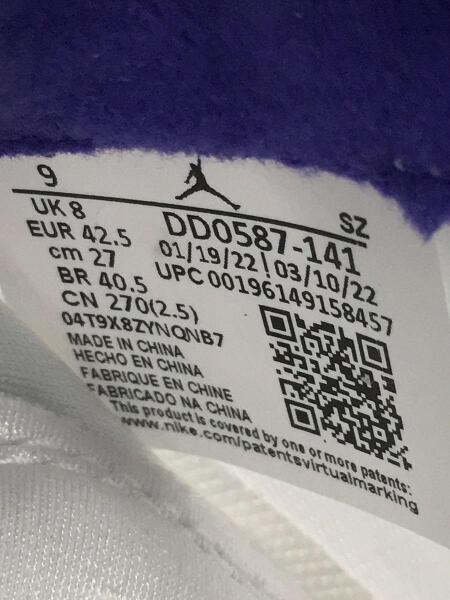 9 SZ
UK 8 DD0587-141
EUR 42.5 01/19/22 | 03/10/22
cm 27 UPC 00196149158457
BR 40.5
CN 270(2.5)
04T9X8ZYNQNB7
MADE IN CHINA
HECHO EN CHINA
FABRIQUE EN CHINE
FABRICADO NA CHINA
This product is covered by one or more patents:
www.nike.com/patentsvirtualmarking